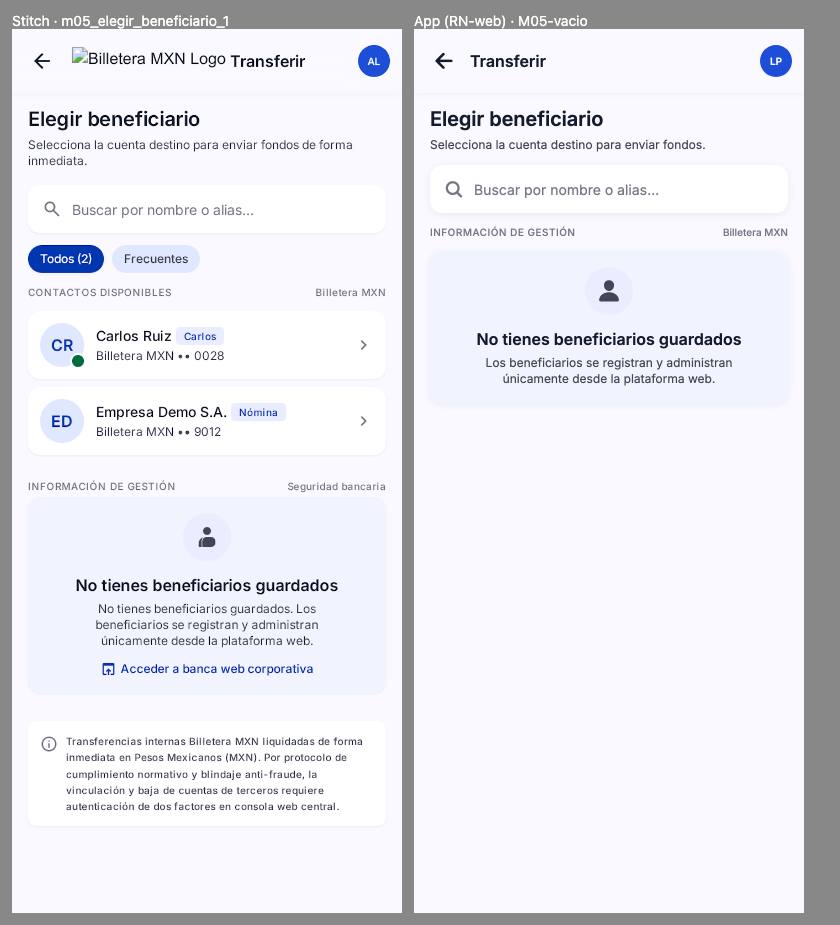 Stitch · m05_elegir_beneficiario_1
Billetera MXN Logo Transferir
AL
Elegir beneficiario
Selecciona la cuenta destino para enviar fondos de forma
inmediata.
Buscar por nombre o alias...
Todos (2) Frecuentes
CONTACTOS DISPONIBLES Billetera MXN
CR Carlos Ruiz Carlos
Billetera MXN •• 0028
ED Empresa Demo S.A. Nómina
Billetera MXN •• 9012
INFORMACIÓN DE GESTIÓN Seguridad bancaria
No tienes beneficiarios guardados
No tienes beneficiarios guardados. Los
beneficiarios se registran y administran
únicamente desde la plataforma web.
Acceder a banca web corporativa
Transferencias internas Billetera MXN liquidadas de forma
inmediata en Pesos Mexicanos (MXN). Por protocolo de
cumplimiento normativo y blindaje anti-fraude, la
vinculación y baja de cuentas de terceros requiere
autenticación de dos factores en consola web central.
App (RN-web) · M05-vacio
Transferir
LP
Elegir beneficiario
Selecciona la cuenta destino para enviar fondos.
Buscar por nombre o alias...
INFORMACIÓN DE GESTIÓN Billetera MXN
No tienes beneficiarios guardados
Los beneficiarios se registran y administran
únicamente desde la plataforma web.